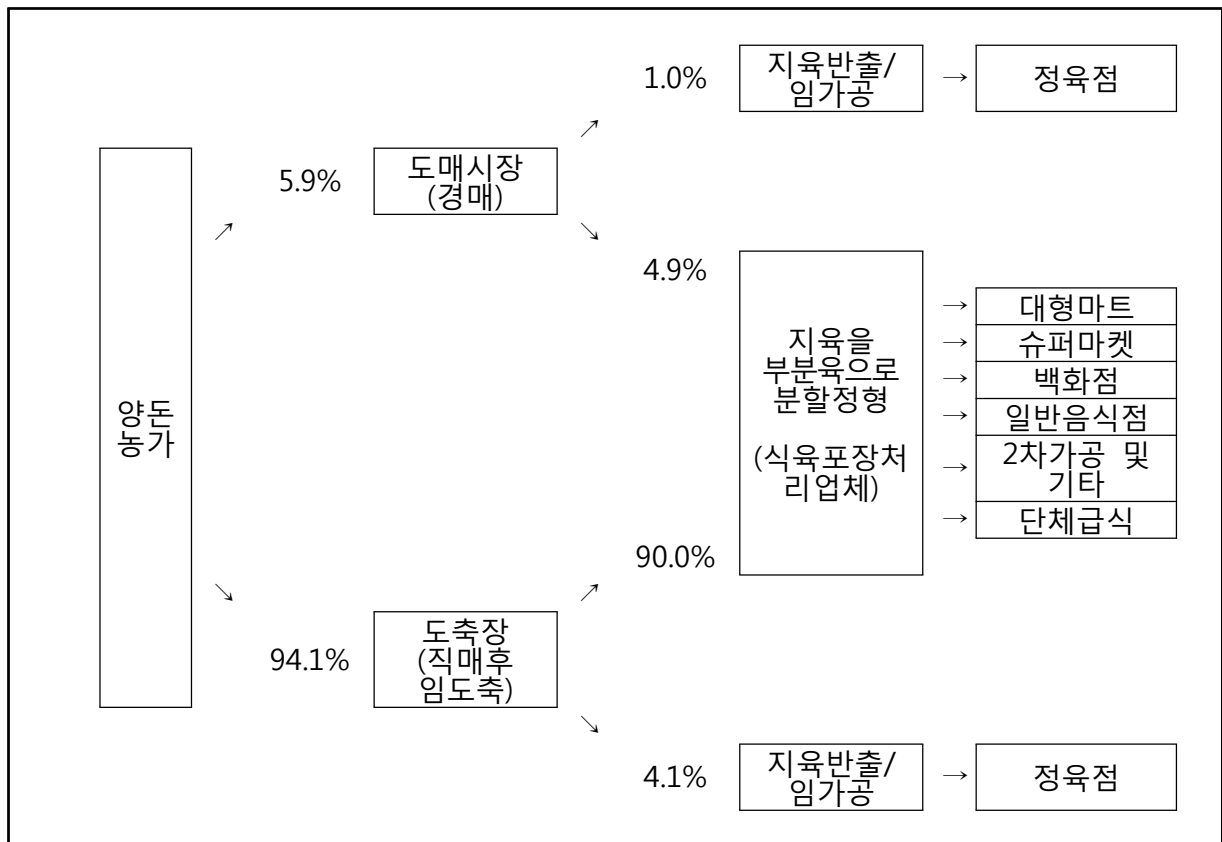 1.0%
지육반출/
임가공
→
정육점
↗
5.9%
도매시장
(경매)
↗
↘
4.9%
양돈
농가
지육을
부분육으로
분할정형
(식육포장처
리업체)
→
대형마트
→
슈퍼마켓
→
백화점
→
일반음식점
→
2차가공 및
기타
→
단체급식
90.0%
↘
↗
94.1%
도축장
(직매후
임도축)
↘
4.1%
지육반출/
임가공
→
정육점